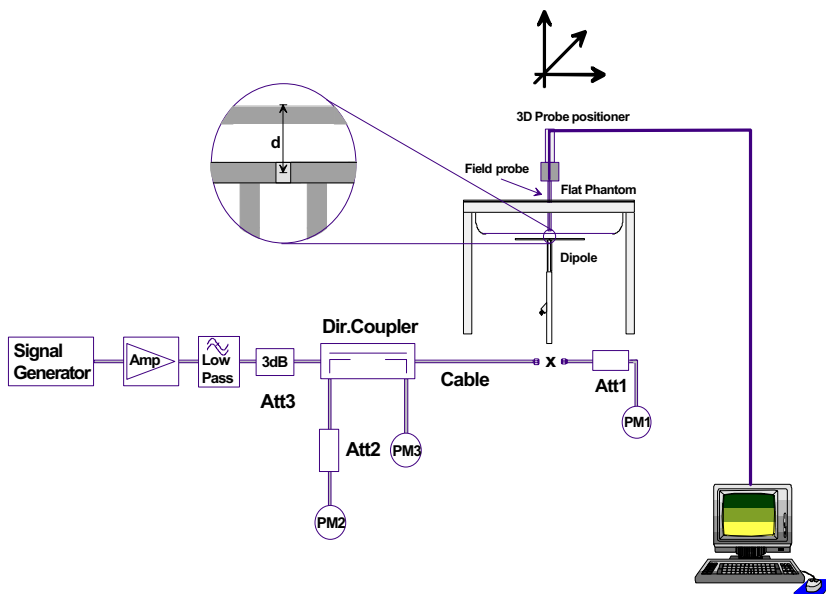 3D Probe positioner
d
Field probe
Flat Phantom
Dipole
Dir.Coupler
Signal
Generator
Amp
Low
Pass
3dB
Att3
Cable
x
Att1
PM1
Att2
PM3
PM2